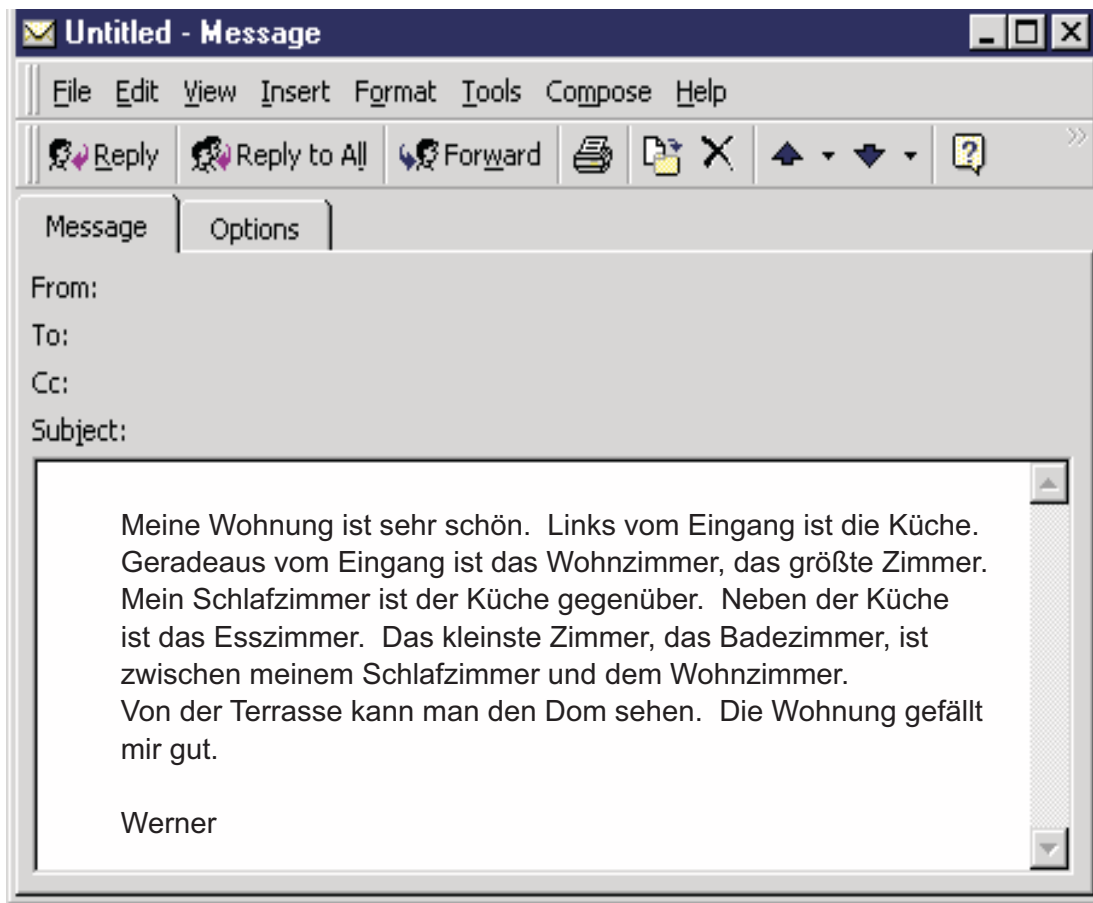 Untitled - Message
File Edit View Insert Format Tools Compose Help
Reply Reply to All Forward
Message Options
From:
To:
Cc:
Subject:
Meine Wohnung ist sehr schön. Links vom Eingang ist die Küche.
Geradeaus vom Eingang ist das Wohnzimmer, das größte Zimmer.
Mein Schlafzimmer ist der Küche gegenüber. Neben der Küche
ist das Esszimmer. Das kleinste Zimmer, das Badezimmer, ist
zwischen meinem Schlafzimmer und dem Wohnzimmer.
Von der Terrasse kann man den Dom sehen. Die Wohnung gefällt
mir gut.
Werner